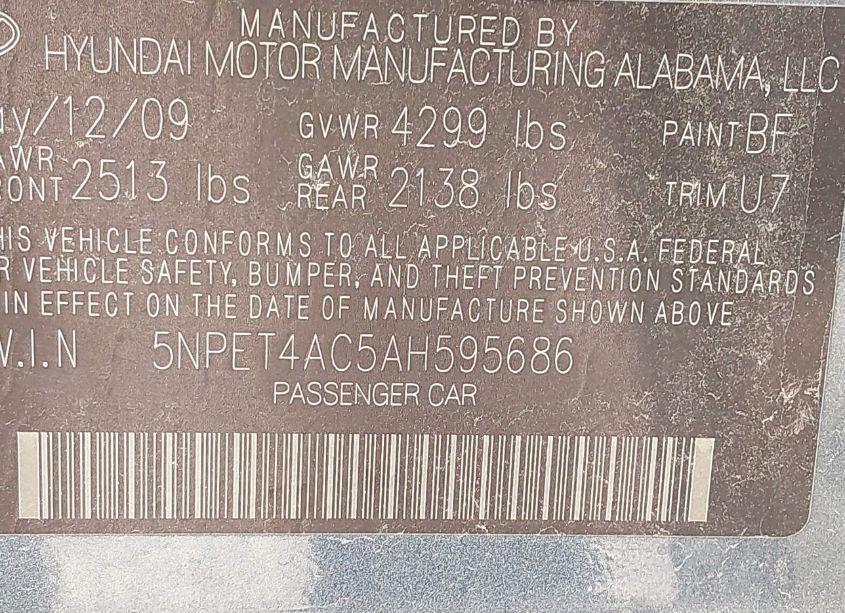 MANUFACTURED BY
HYUNDAI MOTOR MANUFACTURING ALABAMA, LLC
ay/12/09 GVWR 4299 lbs PAINT BF
AWR GAWR
ONT 2513 lbs REAR 2138 lbs TRIM U7
HIS VEHICLE CONFORMS TO ALL APPLICABLE U.S.A. FEDERAL
R VEHICLE SAFETY, BUMPER, AND THEFT PREVENTION STANDARDS
IN EFFECT ON THE DATE OF MANUFACTURE SHOWN ABOVE
V.I.N 5NPET4AC5AH595686
PASSENGER CAR